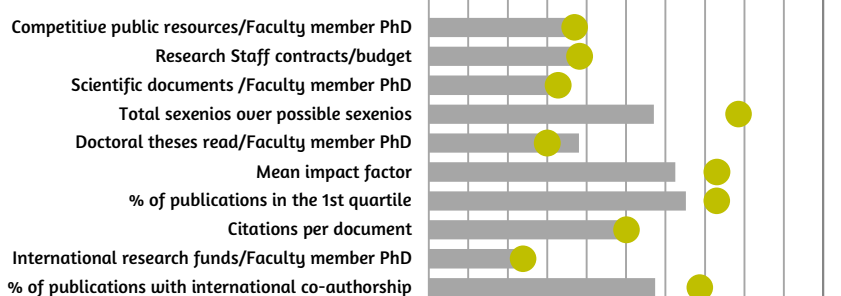 Competitive public resources/Faculty member PhD
Research Staff contracts/budget
Scientific documents /Faculty member PhD
Total sexenios over possible sexenios
Doctoral theses read/Faculty member PhD
Mean impact factor
% of publications in the 1st quartile
Citations per document
International research funds/Faculty member PhD
% of publications with international co-authorship